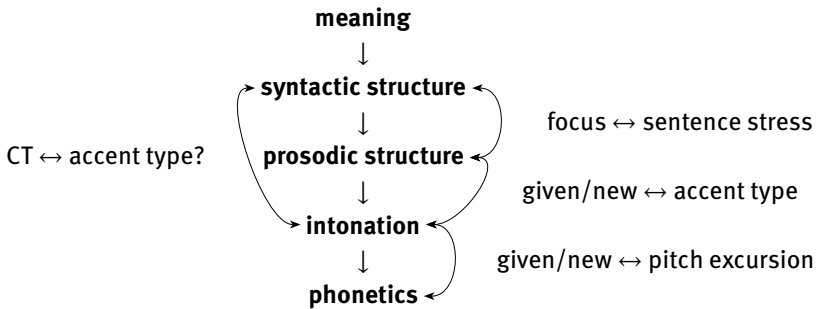 meaning
↓
syntactic structure
focus ↔ sentence stress
↓
CT ↔ accent type?
prosodic structure
given/new ↔ accent type
↓
intonation
given/new ↔ pitch excursion
↓
phonetics